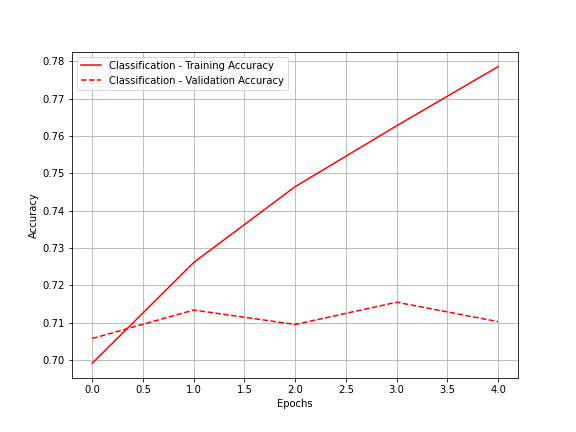 Classification - Training Accuracy
Classification - Validation Accuracy
0.78
0.77
0.76
0.75
0.74
0.73
0.72
0.71
0.70
Accuracy
0.0 0.5 1.0 1.5 2.0 2.5 3.0 3.5 4.0
Epochs